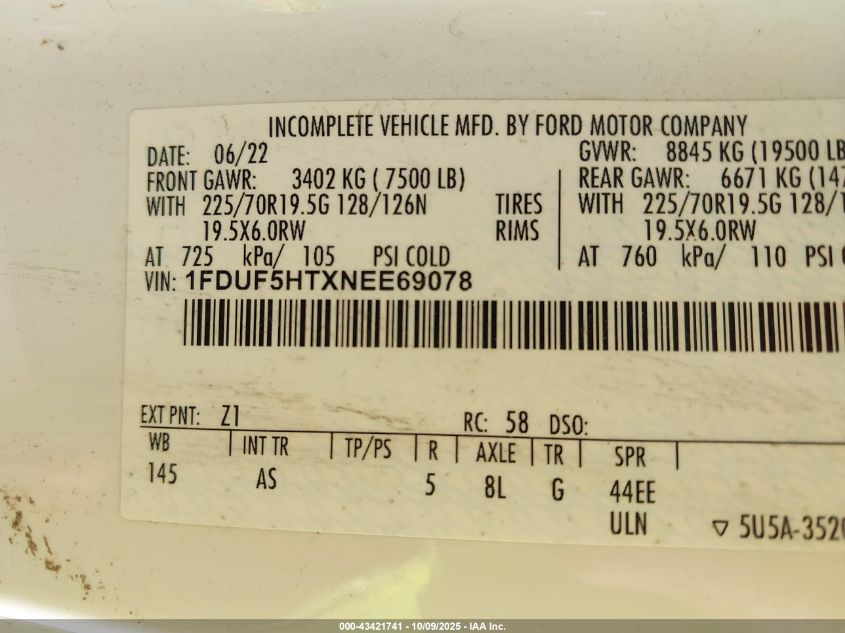 INCOMPLETE VEHICLE MFD. BY FORD MOTOR COMPANY
DATE: 06/22 GVWR: 8845 KG (19500 LB
FRONT GAWR: 3402 KG ( 7500 LB) REAR GAWR: 6671 KG (147
WITH 225/70R19.5G 128/126N TIRES WITH 225/70R19.5G 128/1
19.5X6.0RW RIMS 19.5X6.0RW
AT 725 kPa/ 105 PSI COLD AT 760 kPa/ 110 PSI
VIN: 1FDUF5HTXNEE69078
EXT PNT: Z1 RC: 58 DSO:
WB INT TR TP/PS R AXLE TR SPR
145 AS 5 8L G 44EE
ULN ▽ 5U5A-3520
000-43421741 - 10/09/2025 - IAA Inc.